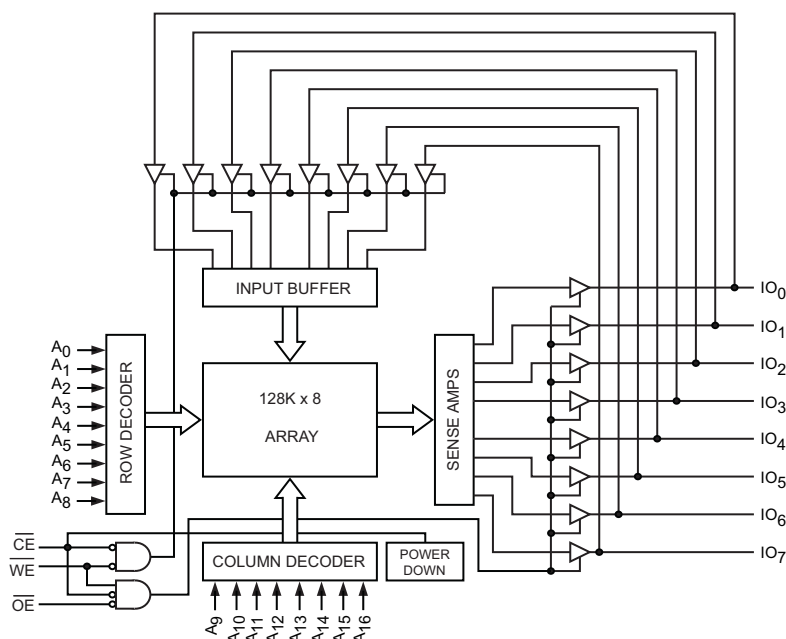 INPUT BUFFER
IO0
IO1
IO2
IO3
IO4
IO5
IO6
IO7
A0
A1
A2
A3
A4
A5
A6
A7
A8
ROW DECODER
128K x 8
ARRAY
SENSE AMPS
CE
WE
OE
COLUMN DECODER
POWER
DOWN
A9
A10
A11
A12
A13
A14
A15
A16